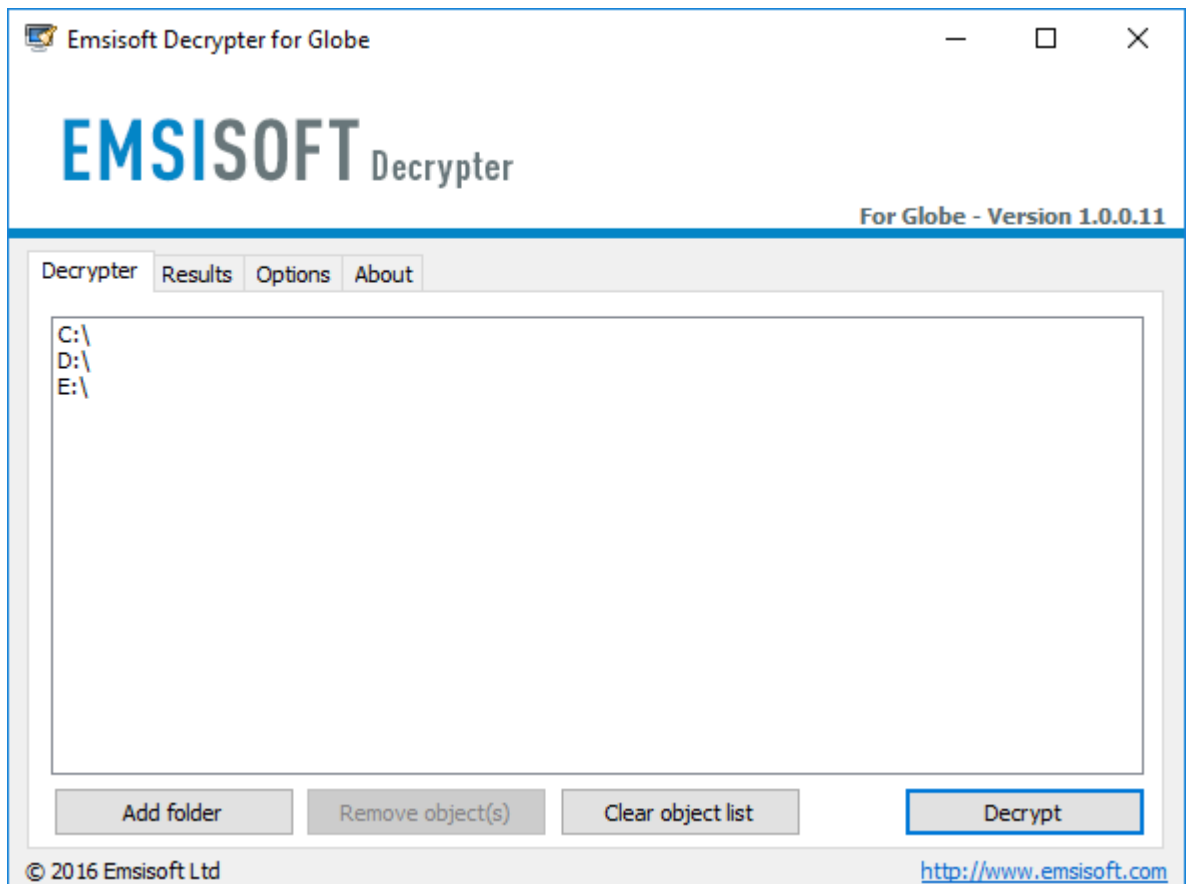 Emsisoft Decrypter for Globe
EMSISOFT Decrypter
For Globe - Version 1.0.0.11
Decrypter Results Options About
C:\
D:\
E:\
Add folder Remove object(s) Clear object list Decrypt
© 2016 Emsisoft Ltd http://www.emsisoft.com